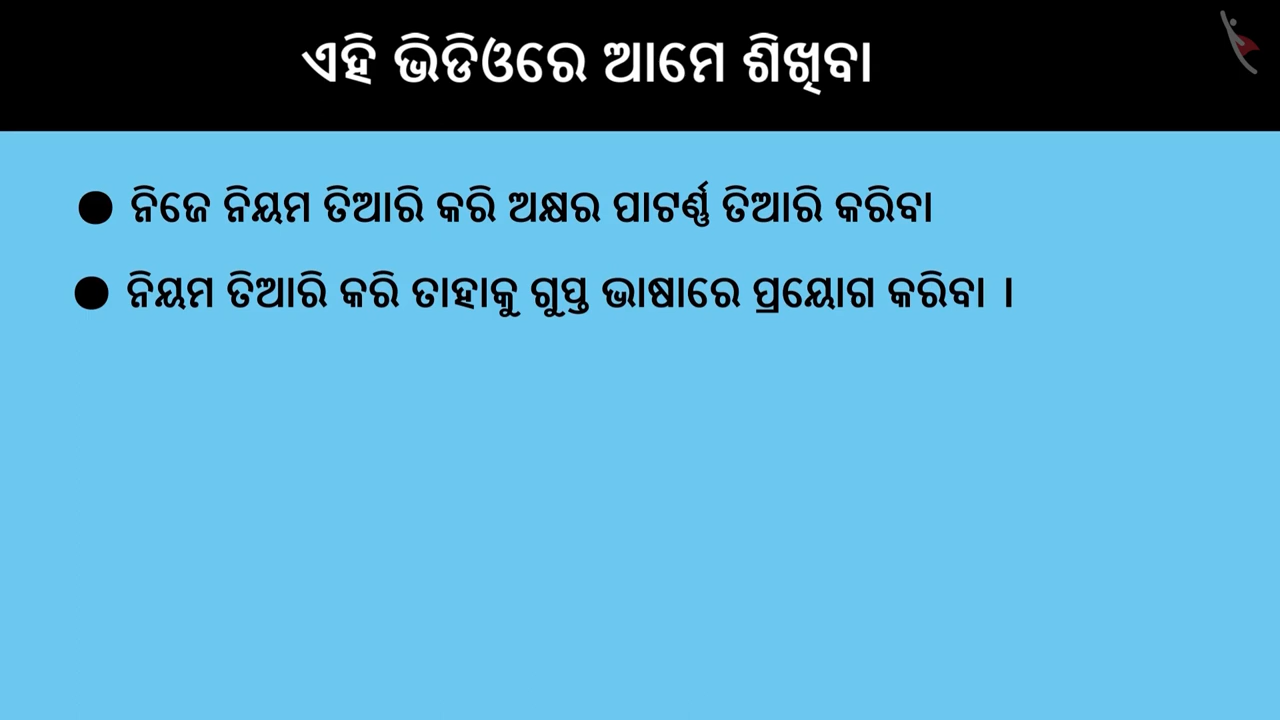 ଏହି ଭିଡିଓରେ ଆମେ ଶିଖିବା
● ନିଜେ ନିୟମ ତିଆରି କରି ଅକ୍ଷର ପାଟର୍ଣ୍ଣ ତିଆରି କରିବା
● ନିୟମ ତିଆରି କରି ତାହାକୁ ଗୁପ୍ତ ଭାଷାରେ ପ୍ରୟୋଗ କରିବା ।